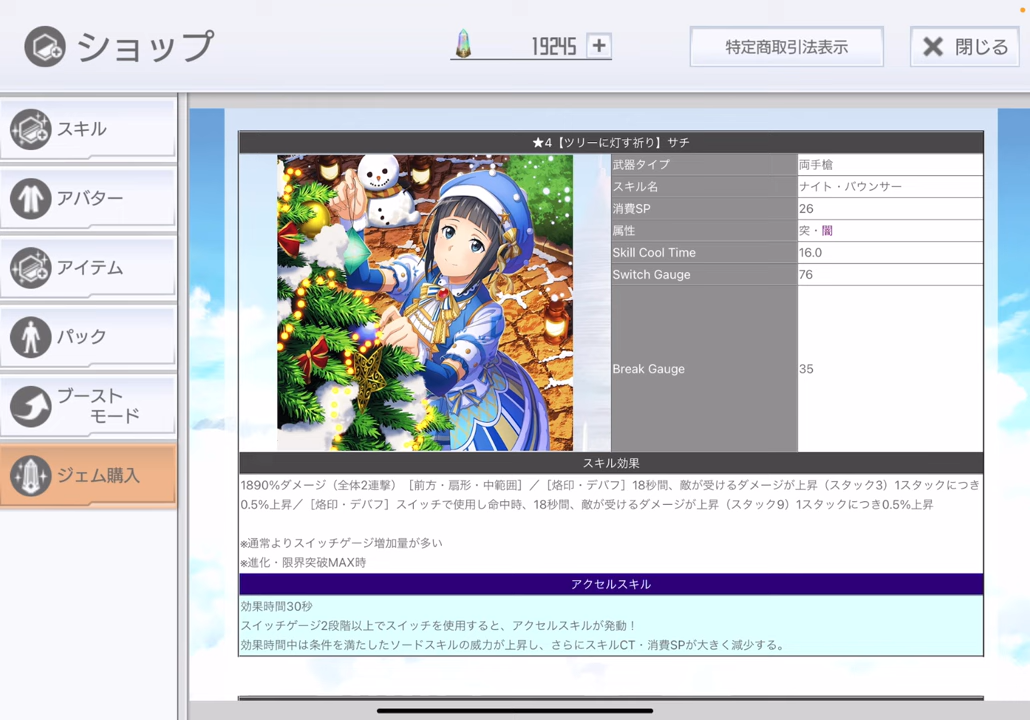 ショップ
19245
特定商取引法表示
閉じる
スキル
アバター
アイテム
パック
ブースト
モード
ジェム購入
★4【ツリーに灯す祈り】サチ
武器タイプ 両手槍
スキル名 ナイト・バウンサー
消費SP 26
属性 突・闇
Skill Cool Time 16.0
Switch Gauge 76
Break Gauge 35
スキル効果
1890%ダメージ（全体2連撃）［前方・扇形・中範囲］／［烙印・デバフ］18秒間、敵が受けるダメージが上昇（スタック3）1スタックにつき
0.5%上昇／［烙印・デバフ］スイッチで使用し命中時、18秒間、敵が受けるダメージが上昇（スタック9）1スタックにつき0.5%上昇
※通常よりスイッチゲージ増加量が多い
※進化・限界突破MAX時
アクセルスキル
効果時間30秒
スイッチゲージ2段階以上でスイッチを使用すると、アクセルスキルが発動！
効果時間中は条件を満たしたソードスキルの威力が上昇し、さらにスキルCT・消費SPが大きく減少する。